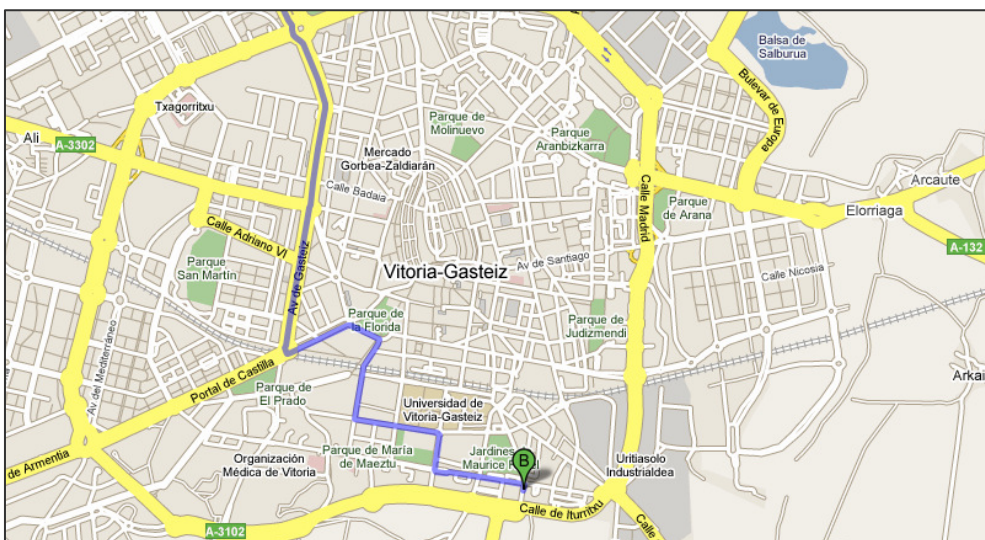 Balsa de
Salburua
Bulevar de Europa
Txagorritxu
Parque de
Molinuevo
Parque
Aranbizkarra
Ali
A-3302
Mercado
Gorbea-Zaldiarán
Calle Badaia
Calle Madrid
Arcaute
Parque
de Arana
Elorriaga
Calle Adriano VI
A-132
Av de Gasteiz
Parque
San Martín
Vitoria-Gasteiz
Av de Santiago
Calle Nicosia
Parque de
la Florida
Parque de
Judizmendi
Av del Mediterráneo
Portal de Castilla
Arkai
Parque de
El Prado
Universidad de
Vitoria-Gasteiz
de Armentia
Organización
Médica de Vitoria
Parque de María
de Maeztu
Jardines
Maurice
B
Uritiasolo
Industrialdea
Calle de Iturritxu
Calle
A-3102